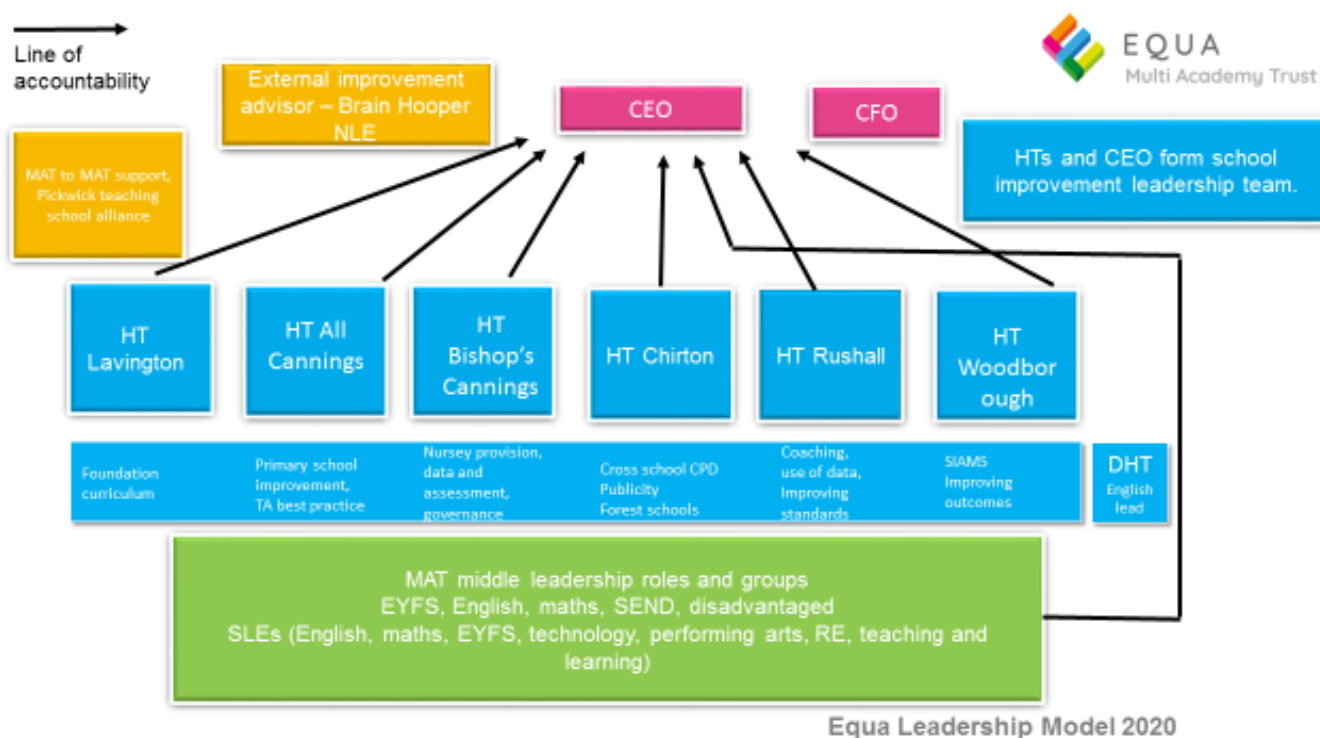 Line of
accountability
EQUA
Multi Academy Trust
External improvement
advisor – Brain Hooper
NLE
CEO
CFO
MAT to MAT support,
Pickwick teaching
school alliance
HTs and CEO form school
improvement leadership team.
HT
Lavington
HT All
Cannings
HT
Bishop's
Cannings
HT Chirton
HT Rushall
HT
Woodbor
ough
Foundation
curriculum
Primary school
improvement,
TA best practice
Nursey provision,
data and
assessment,
governance
Cross school CPD
Publicity
Forest schools
Coaching,
use of data,
Improving
standards
SIAMS
Improving
outcomes
DHT
English
lead
MAT middle leadership roles and groups
EYFS, English, maths, SEND, disadvantaged
SLEs (English, maths, EYFS, technology, performing arts, RE, teaching and
learning)
Equa Leadership Model 2020